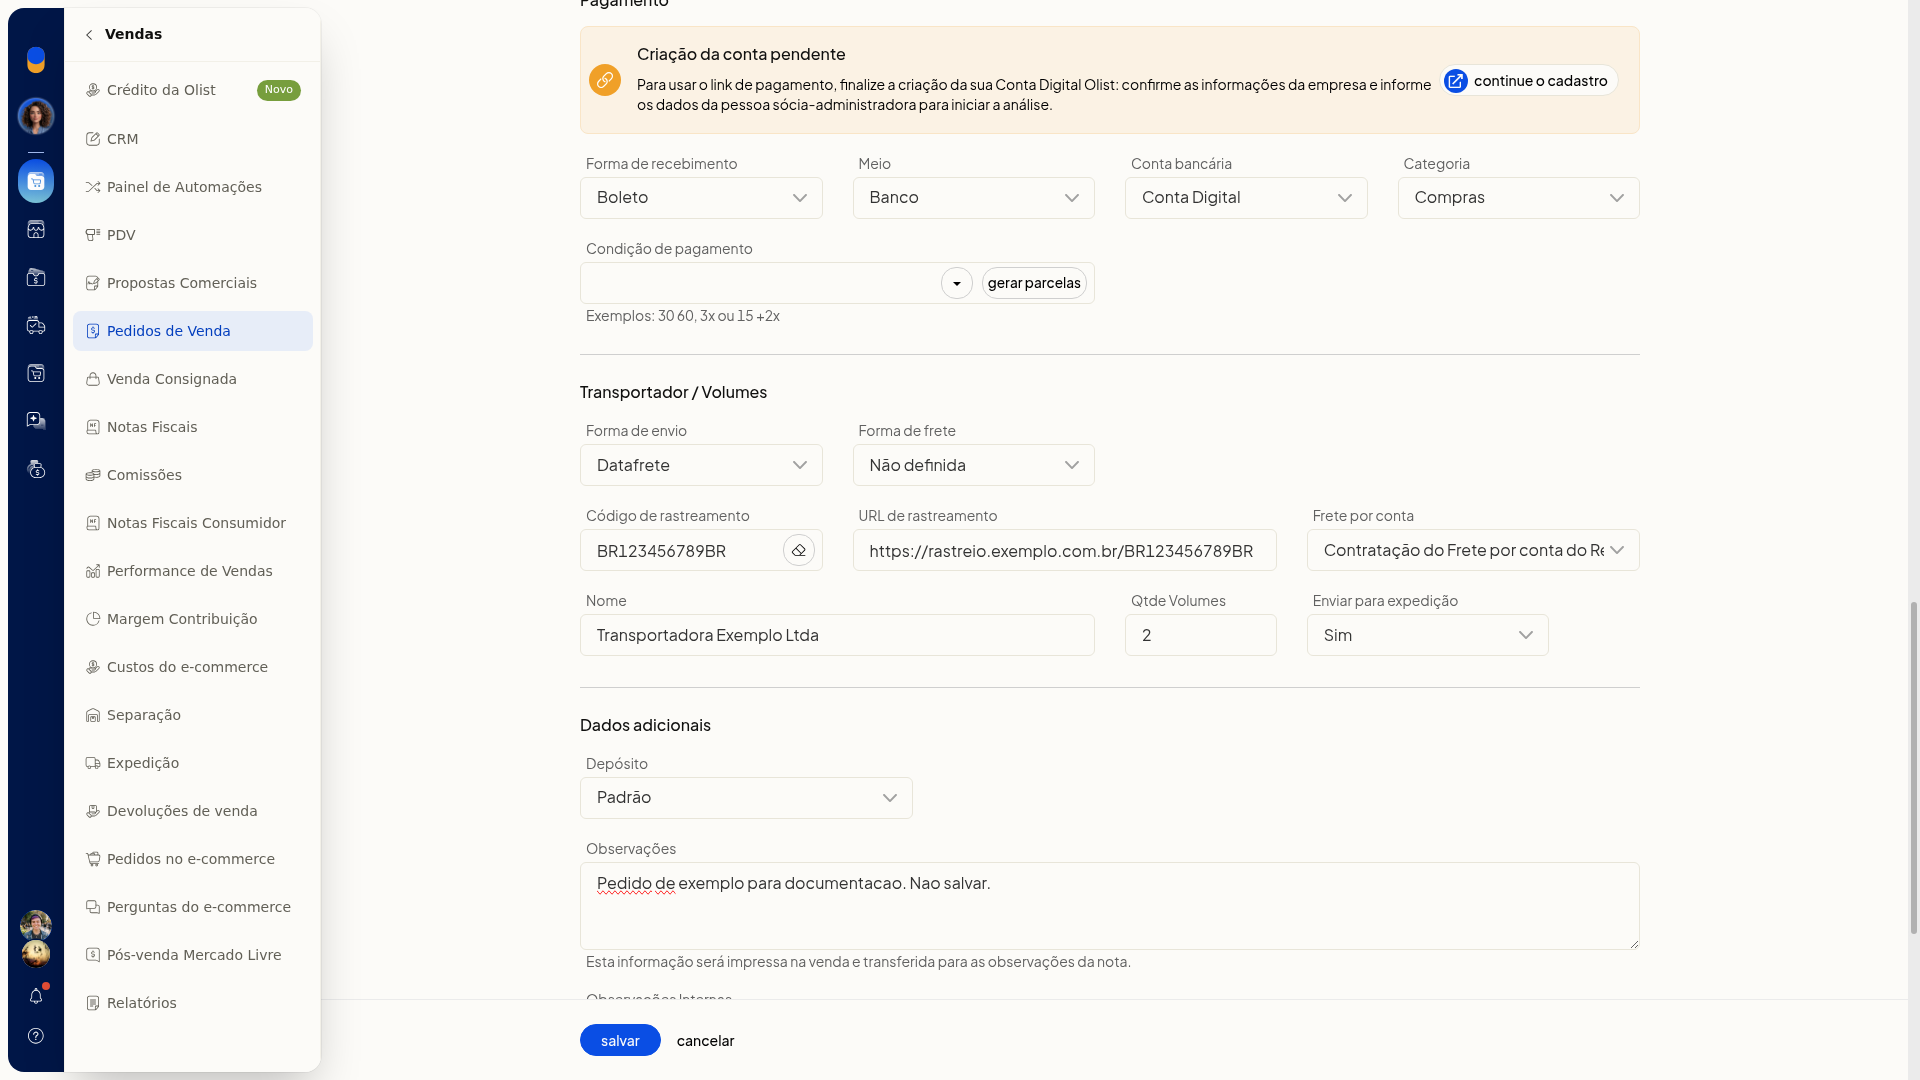 Vendas
Crédito da Olist
Novo
CRM
Painel de Automações
PDV
Propostas Comerciais
Pedidos de Venda
Venda Consignada
Notas Fiscais
Comissões
Notas Fiscais Consumidor
Performance de Vendas
Margem Contribuição
Custos do e-commerce
Separação
Expedição
Devoluções de venda
Pedidos no e-commerce
Perguntas do e-commerce
Pós-venda Mercado Livre
Relatórios
Pagamento
Criação da conta pendente
Para usar o link de pagamento, finalize a criação da sua Conta Digital Olist: confirme as informações da empresa e informe
os dados da pessoa sócia-administradora para iniciar a análise.
continue o cadastro
Forma de recebimento
Meio
Conta bancária
Categoria
Boleto
Banco
Conta Digital
Compras
Condição de pagamento
gerar parcelas
Exemplos: 30 60, 3x ou 15 +2x
Transportador / Volumes
Forma de envio
Forma de frete
Datafrete
Não definida
Código de rastreamento
URL de rastreamento
Frete por conta
BR123456789BR
https://rastreio.exemplo.com.br/BR123456789BR
Contratação do Frete por conta do Re
Nome
Qtde Volumes
Enviar para expedição
Transportadora Exemplo Ltda
2
Sim
Dados adicionais
Depósito
Padrão
Observações
Pedido de exemplo para documentacao. Nao salvar.
Esta informação será impressa na venda e transferida para as observações da nota.
Observações Internas
salvar
cancelar